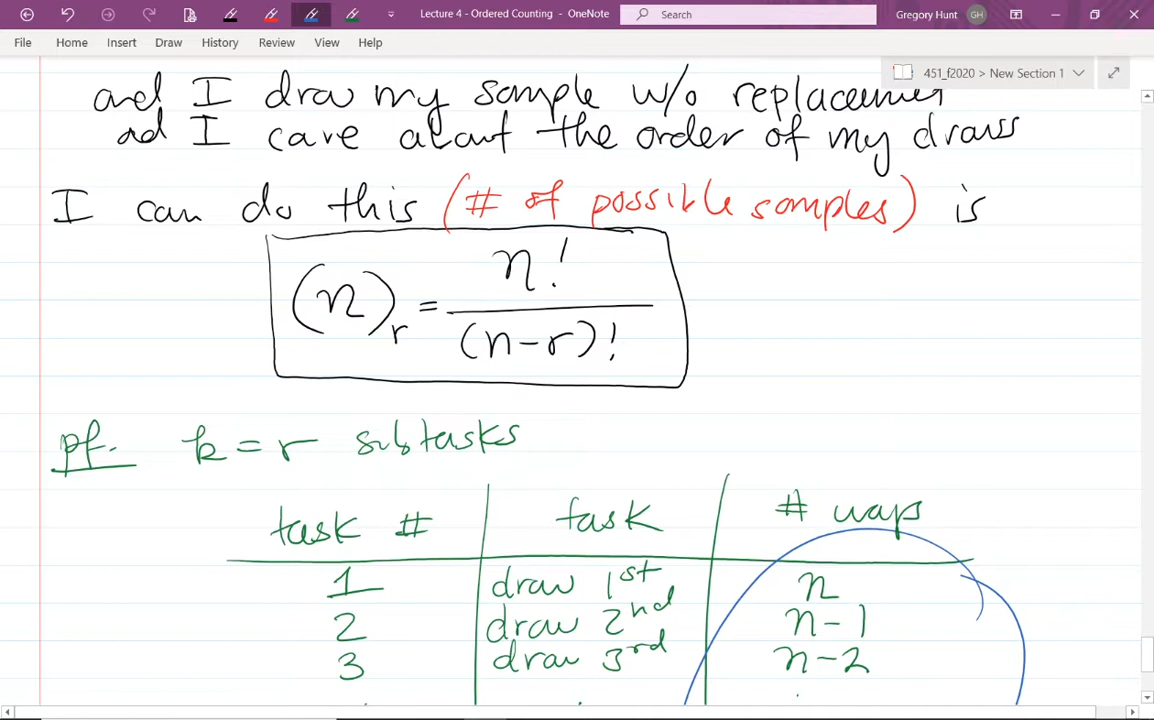 Lecture 4 - Ordered Counting - OneNote
Search
Gregory Hunt GH
File Home Insert Draw History Review View Help
451_f2020 > New Section 1
and I draw my sample w/o replacement
ad I care about the order of my draws
I can do this (# of possible samples) is
(n)r = n! / (n-r)!
pf. k = r subtasks
task # task # ways
1 draw 1st n
2 draw 2nd n-1
3 draw 3rd n-2